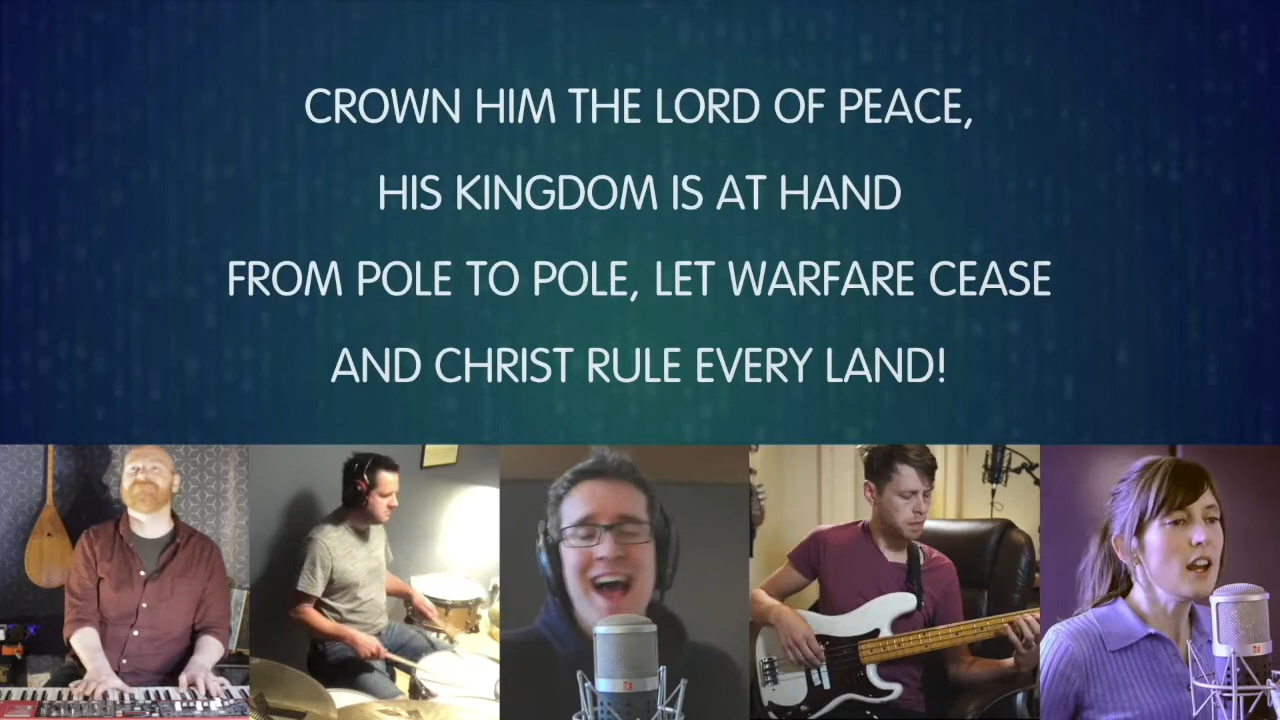 CROWN HIM THE LORD OF PEACE,
HIS KINGDOM IS AT HAND
FROM POLE TO POLE, LET WARFARE CEASE
AND CHRIST RULE EVERY LAND!